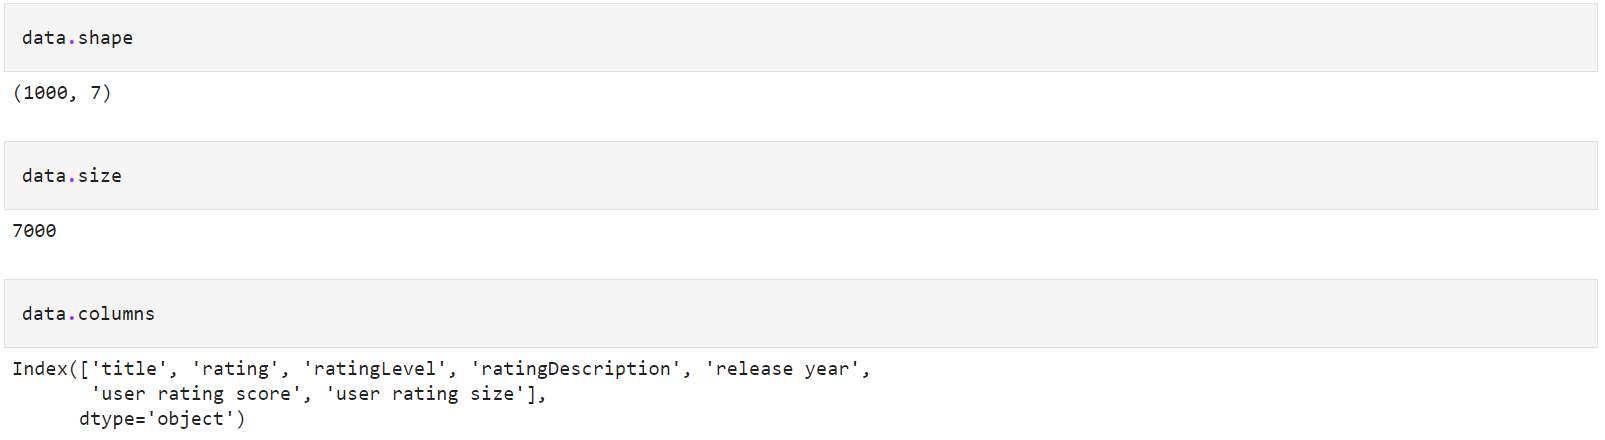 data.shape
(1000, 7)
data.size
7000
data.columns
Index(['title', 'rating', 'ratingLevel', 'ratingDescription', 'release year',
       'user rating score', 'user rating size'],
      dtype='object')